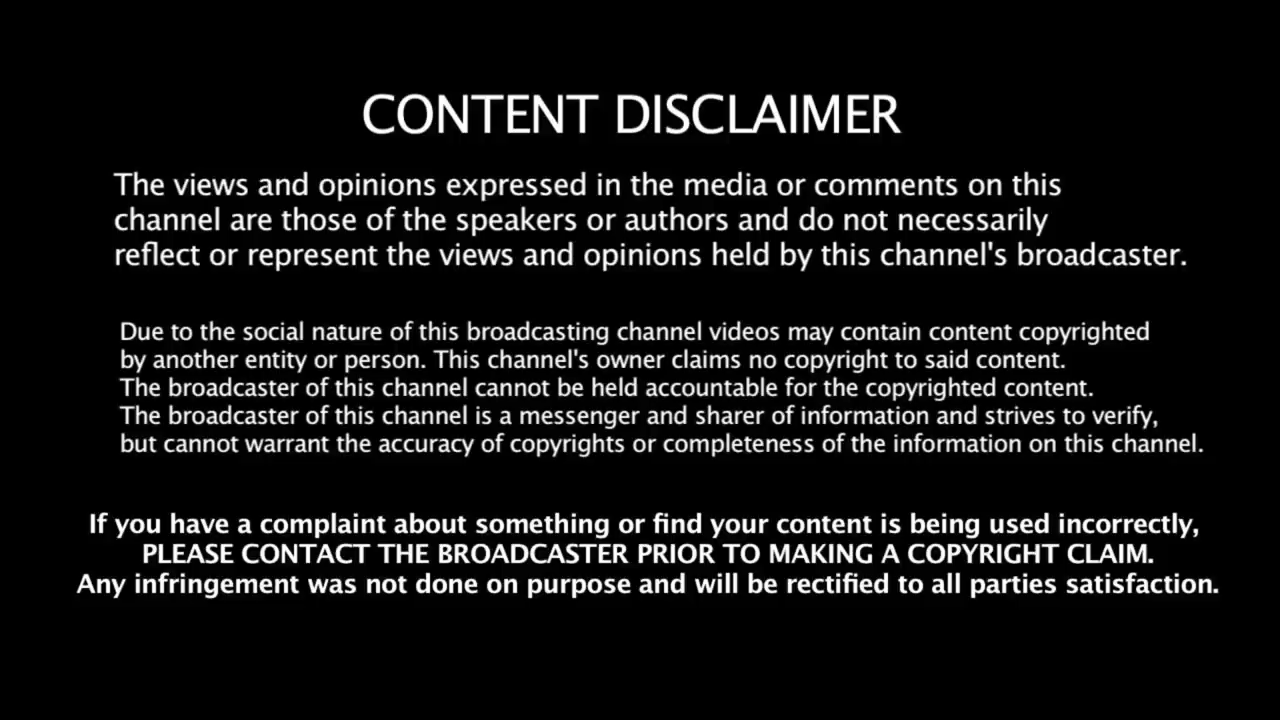 CONTENT DISCLAIMER
The views and opinions expressed in the media or comments on this
channel are those of the speakers or authors and do not necessarily
reflect or represent the views and opinions held by this channel's broadcaster.
Due to the social nature of this broadcasting channel videos may contain content copyrighted
by another entity or person. This channel's owner claims no copyright to said content.
The broadcaster of this channel cannot be held accountable for the copyrighted content.
The broadcaster of this channel is a messenger and sharer of information and strives to verify,
but cannot warrant the accuracy of copyrights or completeness of the information on this channel.
If you have a complaint about something or find your content is being used incorrectly,
PLEASE CONTACT THE BROADCASTER PRIOR TO MAKING A COPYRIGHT CLAIM.
Any infringement was not done on purpose and will be rectified to all parties satisfaction.